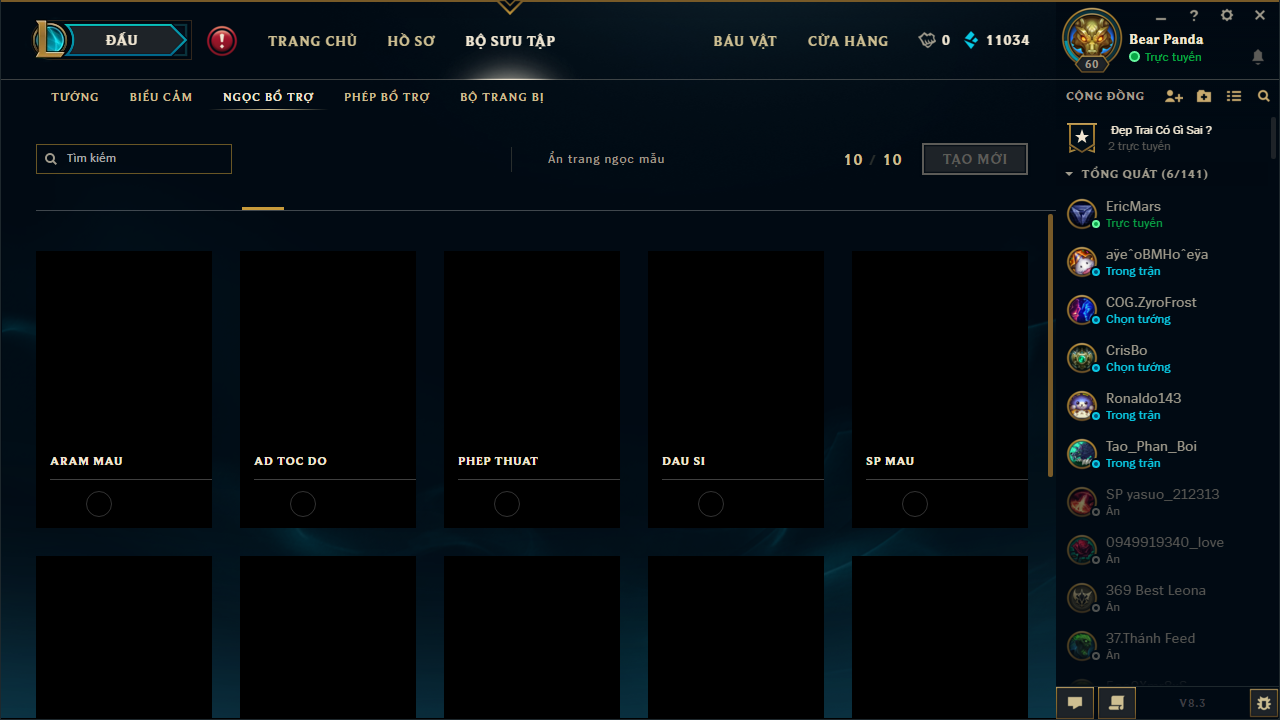 ĐẤU
TRANG CHỦ
HỒ SƠ
BỘ SƯU TẬP
BÁU VẬT
CỬA HÀNG
0
11034
60
Bear Panda
Trực tuyến
TƯỚNG
BIỂU CẢM
NGỌC BỔ TRỢ
PHÉP BỔ TRỢ
BỘ TRANG BỊ
CỘNG ĐỒNG
Tìm kiếm
Ẩn trang ngọc mẫu
10 / 10
TẠO MỚI
Đẹp Trai Có Gì Sai ?
2 trực tuyến
TỔNG QUÁT (6/141)
EricMars
Trực tuyến
aÿeˆoBMHoˆeÿa
Trong trận
COG.ZyroFrost
Chọn tướng
CrisBo
Chọn tướng
Ronaldo143
Trong trận
Tao_Phan_Boi
Trong trận
SP yasuo_212313
Ẩn
0949919340_love
Ẩn
369 Best Leona
Ẩn
37.Thánh Feed
Ẩn
ARAM MAU
AD TOC DO
PHEP THUAT
DAU SI
SP MAU
V8.3